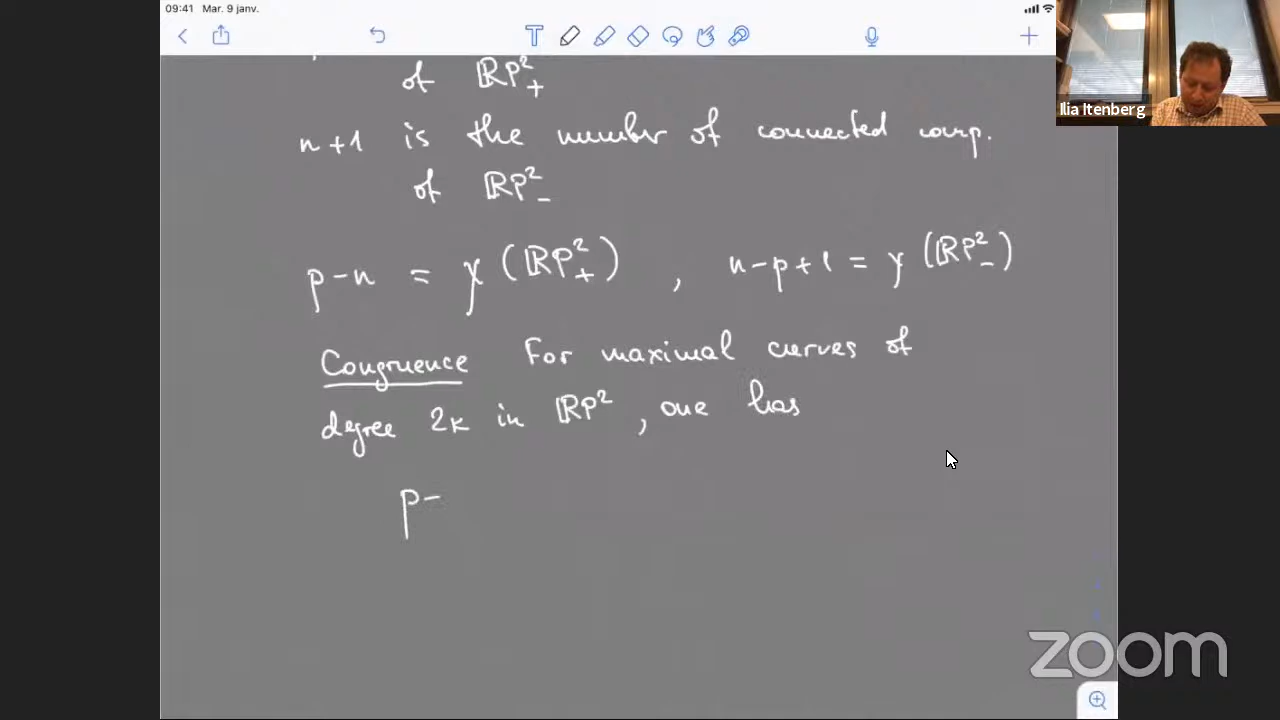 09:41 Mar. 9 janv.
Ilia Itenberg
of ℝP²₊
n+1 is the number of connected comp.
of ℝP²₋
p-n = χ(ℝP²₊), n-p+1 = χ(ℝP²₋)
Congruence For maximal curves of
degree 2k in ℝP², one has
p-
zoom